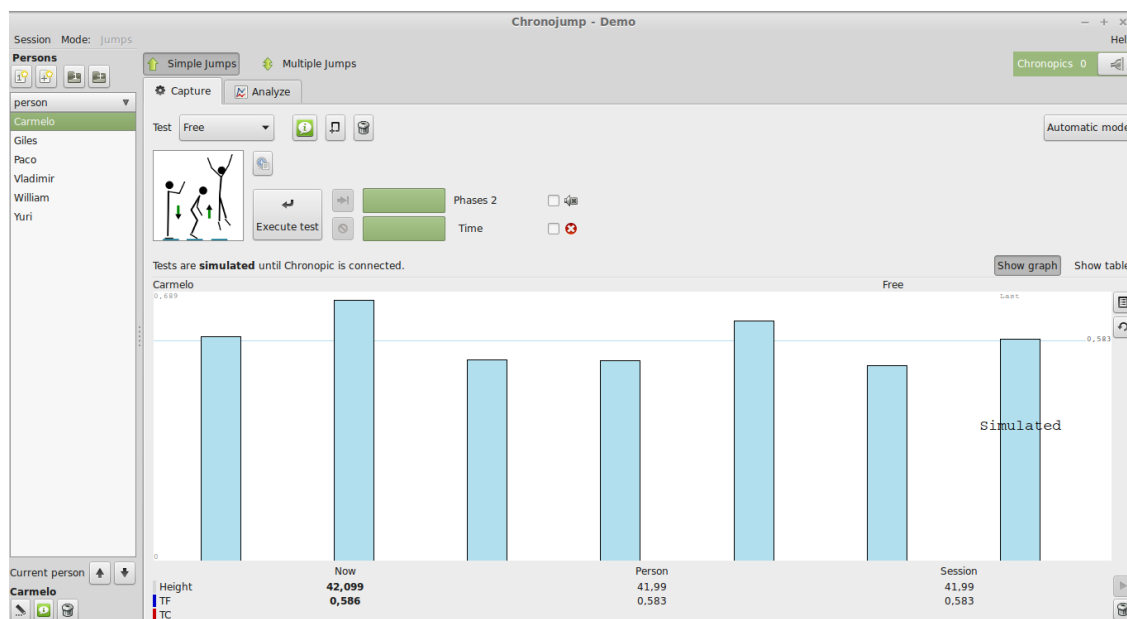 Chronojump - Demo
Session Mode: Jumps Hel
Persons
Simple Jumps Multiple Jumps Chronopics 0
person
Capture Analyze
Carmelo
Giles
Paco
Vladimir
William
Yuri
Test Free Automatic mode
Execute test
Phases 2
Time
Tests are simulated until Chronopic is connected. Show graph Show table
Carmelo Free
0,689 Last
0,583
Simulated
0
Now Person Session
Height 42,099 41,99 41,99
TF 0,586 0,583 0,583
TC
Current person
Carmelo